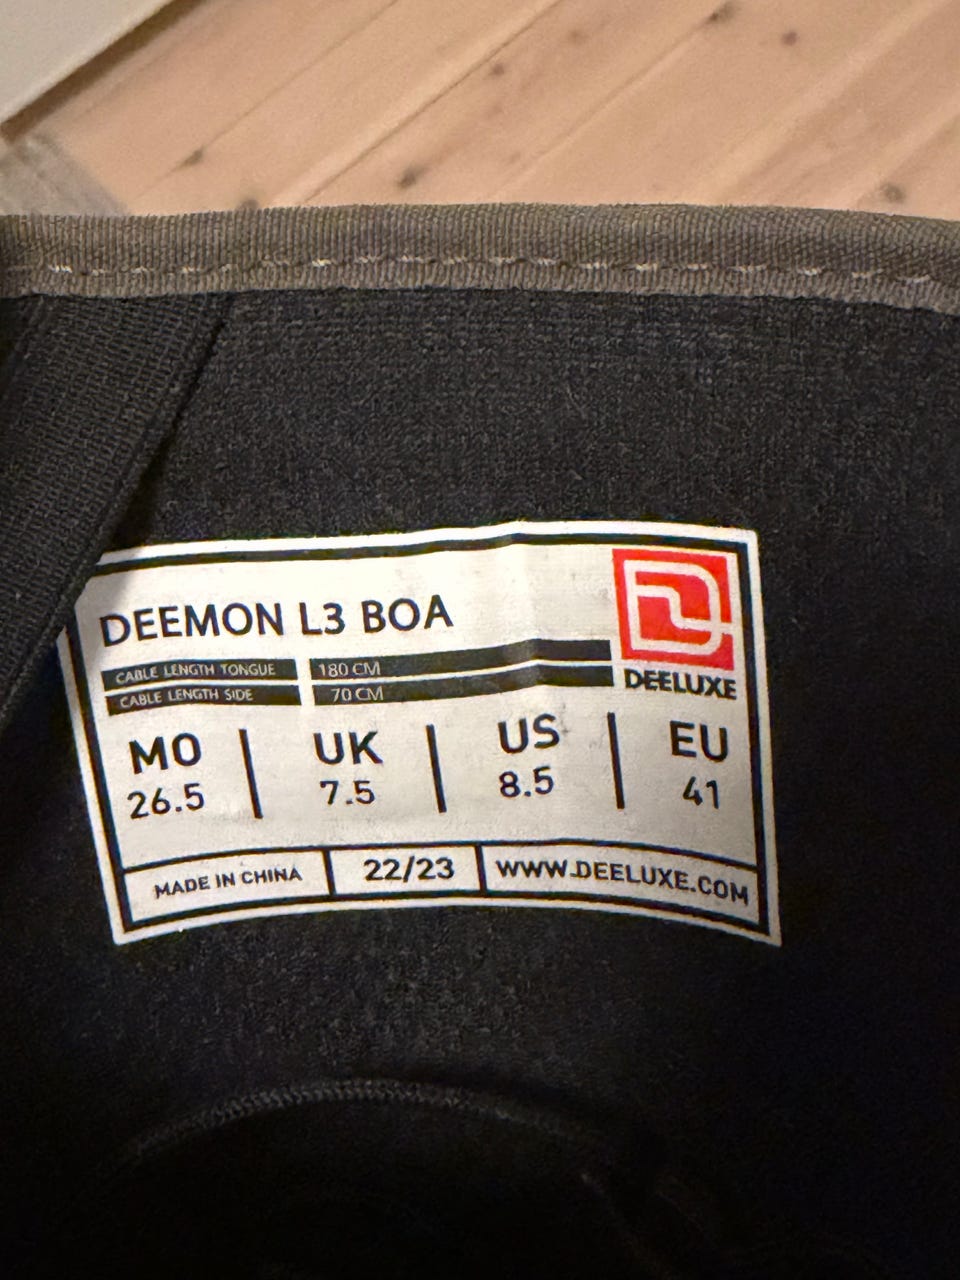 DEEMON L3 BOA
CABLE LENGTH TONGUE 180 CM
CABLE LENGTH SIDE 70 CM
DEELUXE
MO UK US EU
26.5 7.5 8.5 41
MADE IN CHINA 22/23 WWW.DEELUXE.COM